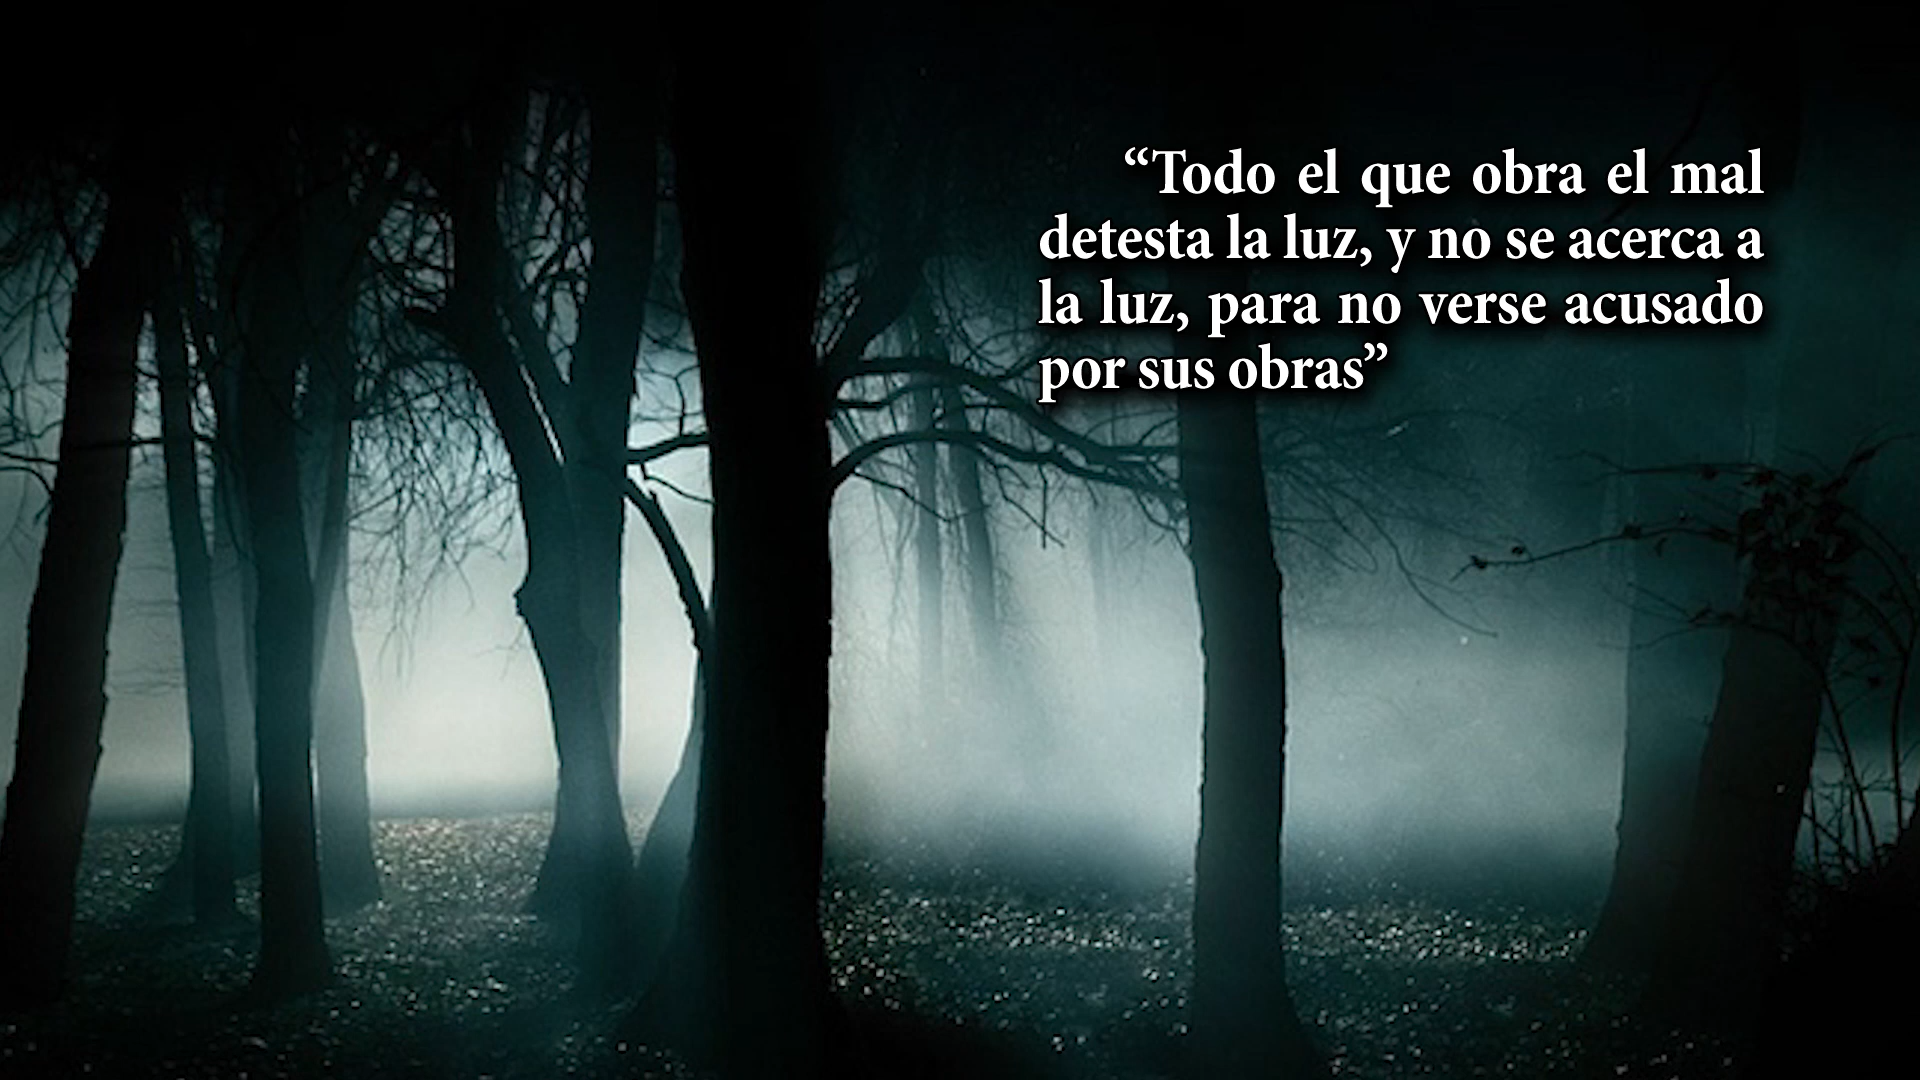 “Todo el que obra el mal
detesta la luz, y no se acerca a
la luz, para no verse acusado
por sus obras”